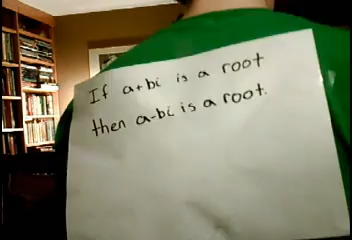 If a+bi is a root
then a-bi is a root.